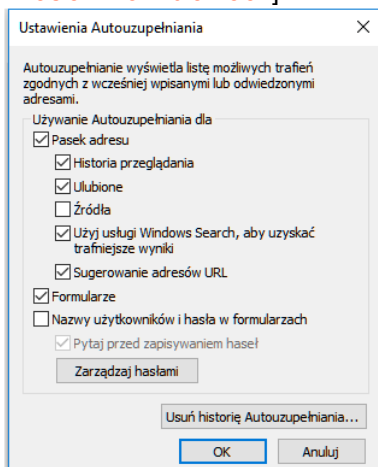 Ustawienia Autouzupełniania
Autouzupełnianie wyświetla listę możliwych trafień
zgodnych z wcześniej wpisanymi lub odwiedzonymi
adresami.
Używanie Autouzupełniania dla
Pasek adresu
Historia przeglądania
Ulubione
Źródła
Użyj usługi Windows Search, aby uzyskać
trafniejsze wyniki
Sugerowanie adresów URL
Formularze
Nazwy użytkowników i hasła w formularzach
Pytaj przed zapisywaniem haseł
Zarządzaj hasłami
Usuń historię Autouzupełniania...
OK Anuluj